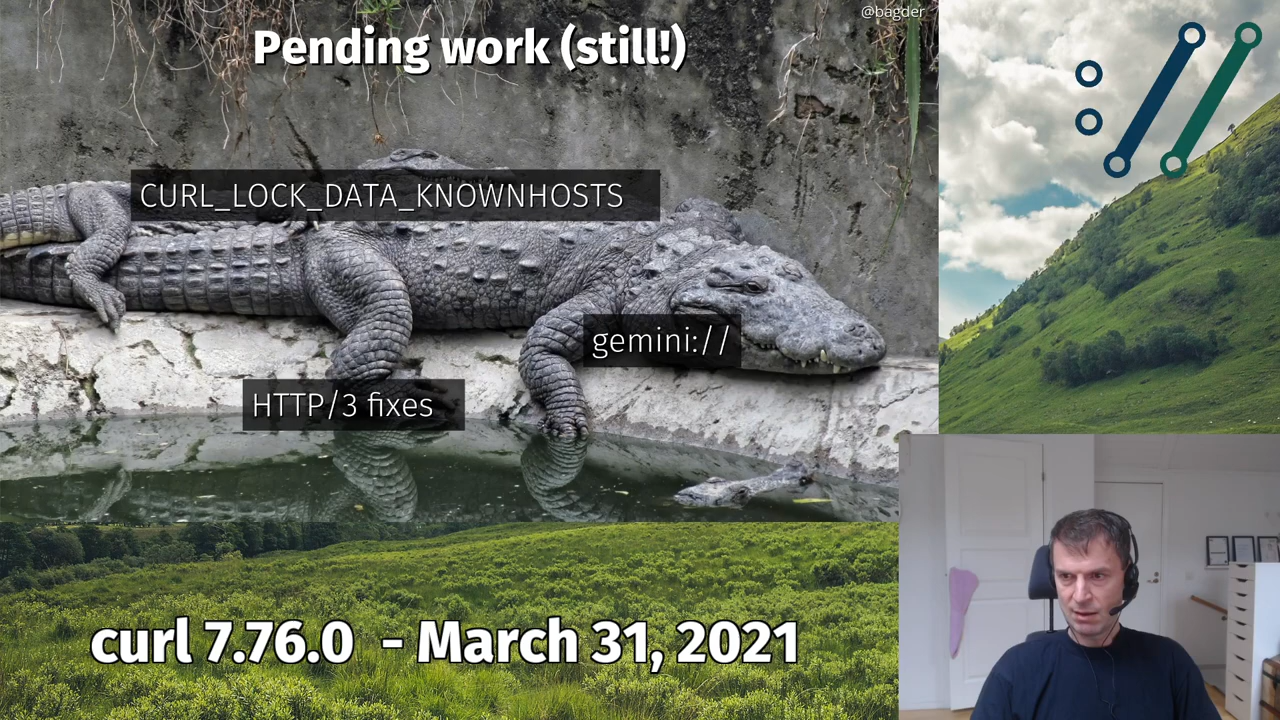 @bagder
Pending work (still!)
CURL_LOCK_DATA_KNOWNHOSTS
gemini://
HTTP/3 fixes
curl 7.76.0 - March 31, 2021